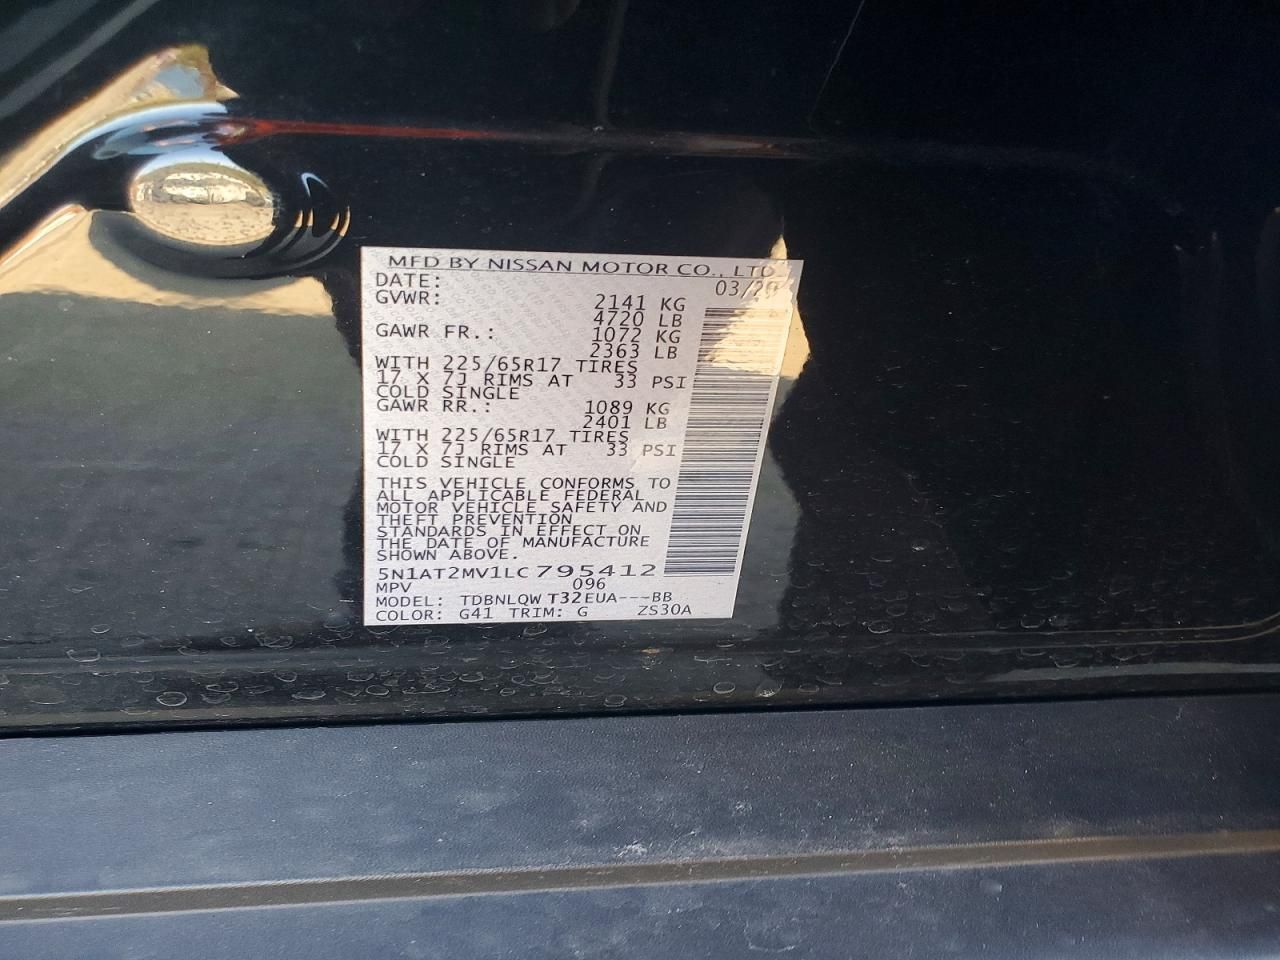 MFD BY NISSAN MOTOR CO., LTD
DATE: 03/20
GVWR: 2141 KG
4720 LB
GAWR FR.: 1072 KG
2363 LB
WITH 225/65R17 TIRES
17 X 7J RIMS AT 33 PSI
COLD SINGLE
GAWR RR.: 1089 KG
2401 LB
WITH 225/65R17 TIRES
17 X 7J RIMS AT 33 PSI
COLD SINGLE
THIS VEHICLE CONFORMS TO
ALL APPLICABLE FEDERAL
MOTOR VEHICLE SAFETY AND
THEFT PREVENTION
STANDARDS IN EFFECT ON
THE DATE OF MANUFACTURE
SHOWN ABOVE.
5N1AT2MV1LC795412
MPV 096
MODEL: TDBNLQWT32EUA---BB
COLOR: G41 TRIM: G ZS30A